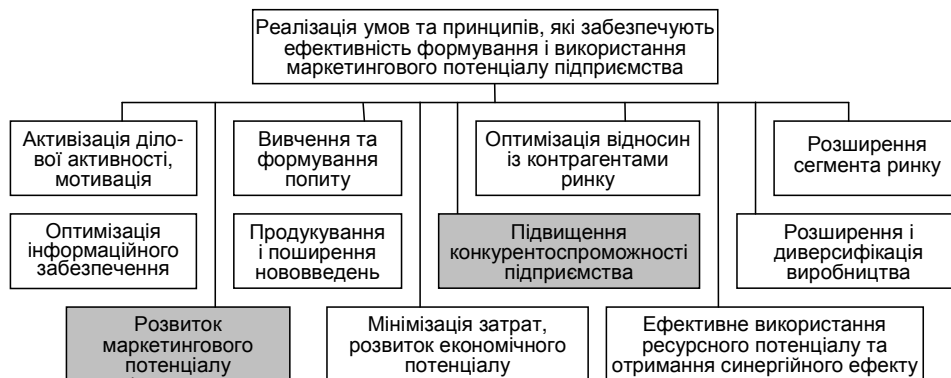 Реалізація умов та принципів, які забезпечують
ефективність формування і використання
маркетингового потенціалу підприємства
Активізація діло-
вої активності,
мотивація
Вивчення та
формування
попиту
Оптимізація відносин
із контрагентами
ринку
Розширення
сегмента ринку
Оптимізація
інформаційного
забезпечення
Продукування
і поширення
нововведень
Підвищення
конкурентоспроможності
підприємства
Розширення і
диверсифікація
виробництва
Розвиток
маркетингового
потенціалу
Мінімізація затрат,
розвиток економічного
потенціалу
Ефективне використання
ресурсного потенціалу та
отримання синергійного ефекту